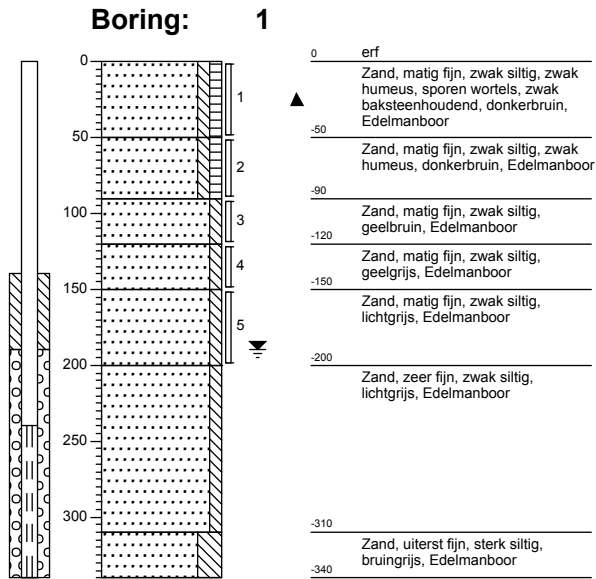 Boring: 1
0
50
100
150
200
250
300
1
2
3
4
5
0 erf
Zand, matig fijn, zwak siltig, zwak
humeus, sporen wortels, zwak
baksteenhoudend, donkerbruin,
Edelmanboor
-50
Zand, matig fijn, zwak siltig, zwak
humeus, donkerbruin, Edelmanboor
-90
Zand, matig fijn, zwak siltig,
geelbruin, Edelmanboor
-120
Zand, matig fijn, zwak siltig,
geelgrijs, Edelmanboor
-150
Zand, matig fijn, zwak siltig,
lichtgrijs, Edelmanboor
-200
Zand, zeer fijn, zwak siltig,
lichtgrijs, Edelmanboor
-310
Zand, uiterst fijn, sterk siltig,
bruingrijs, Edelmanboor
-340